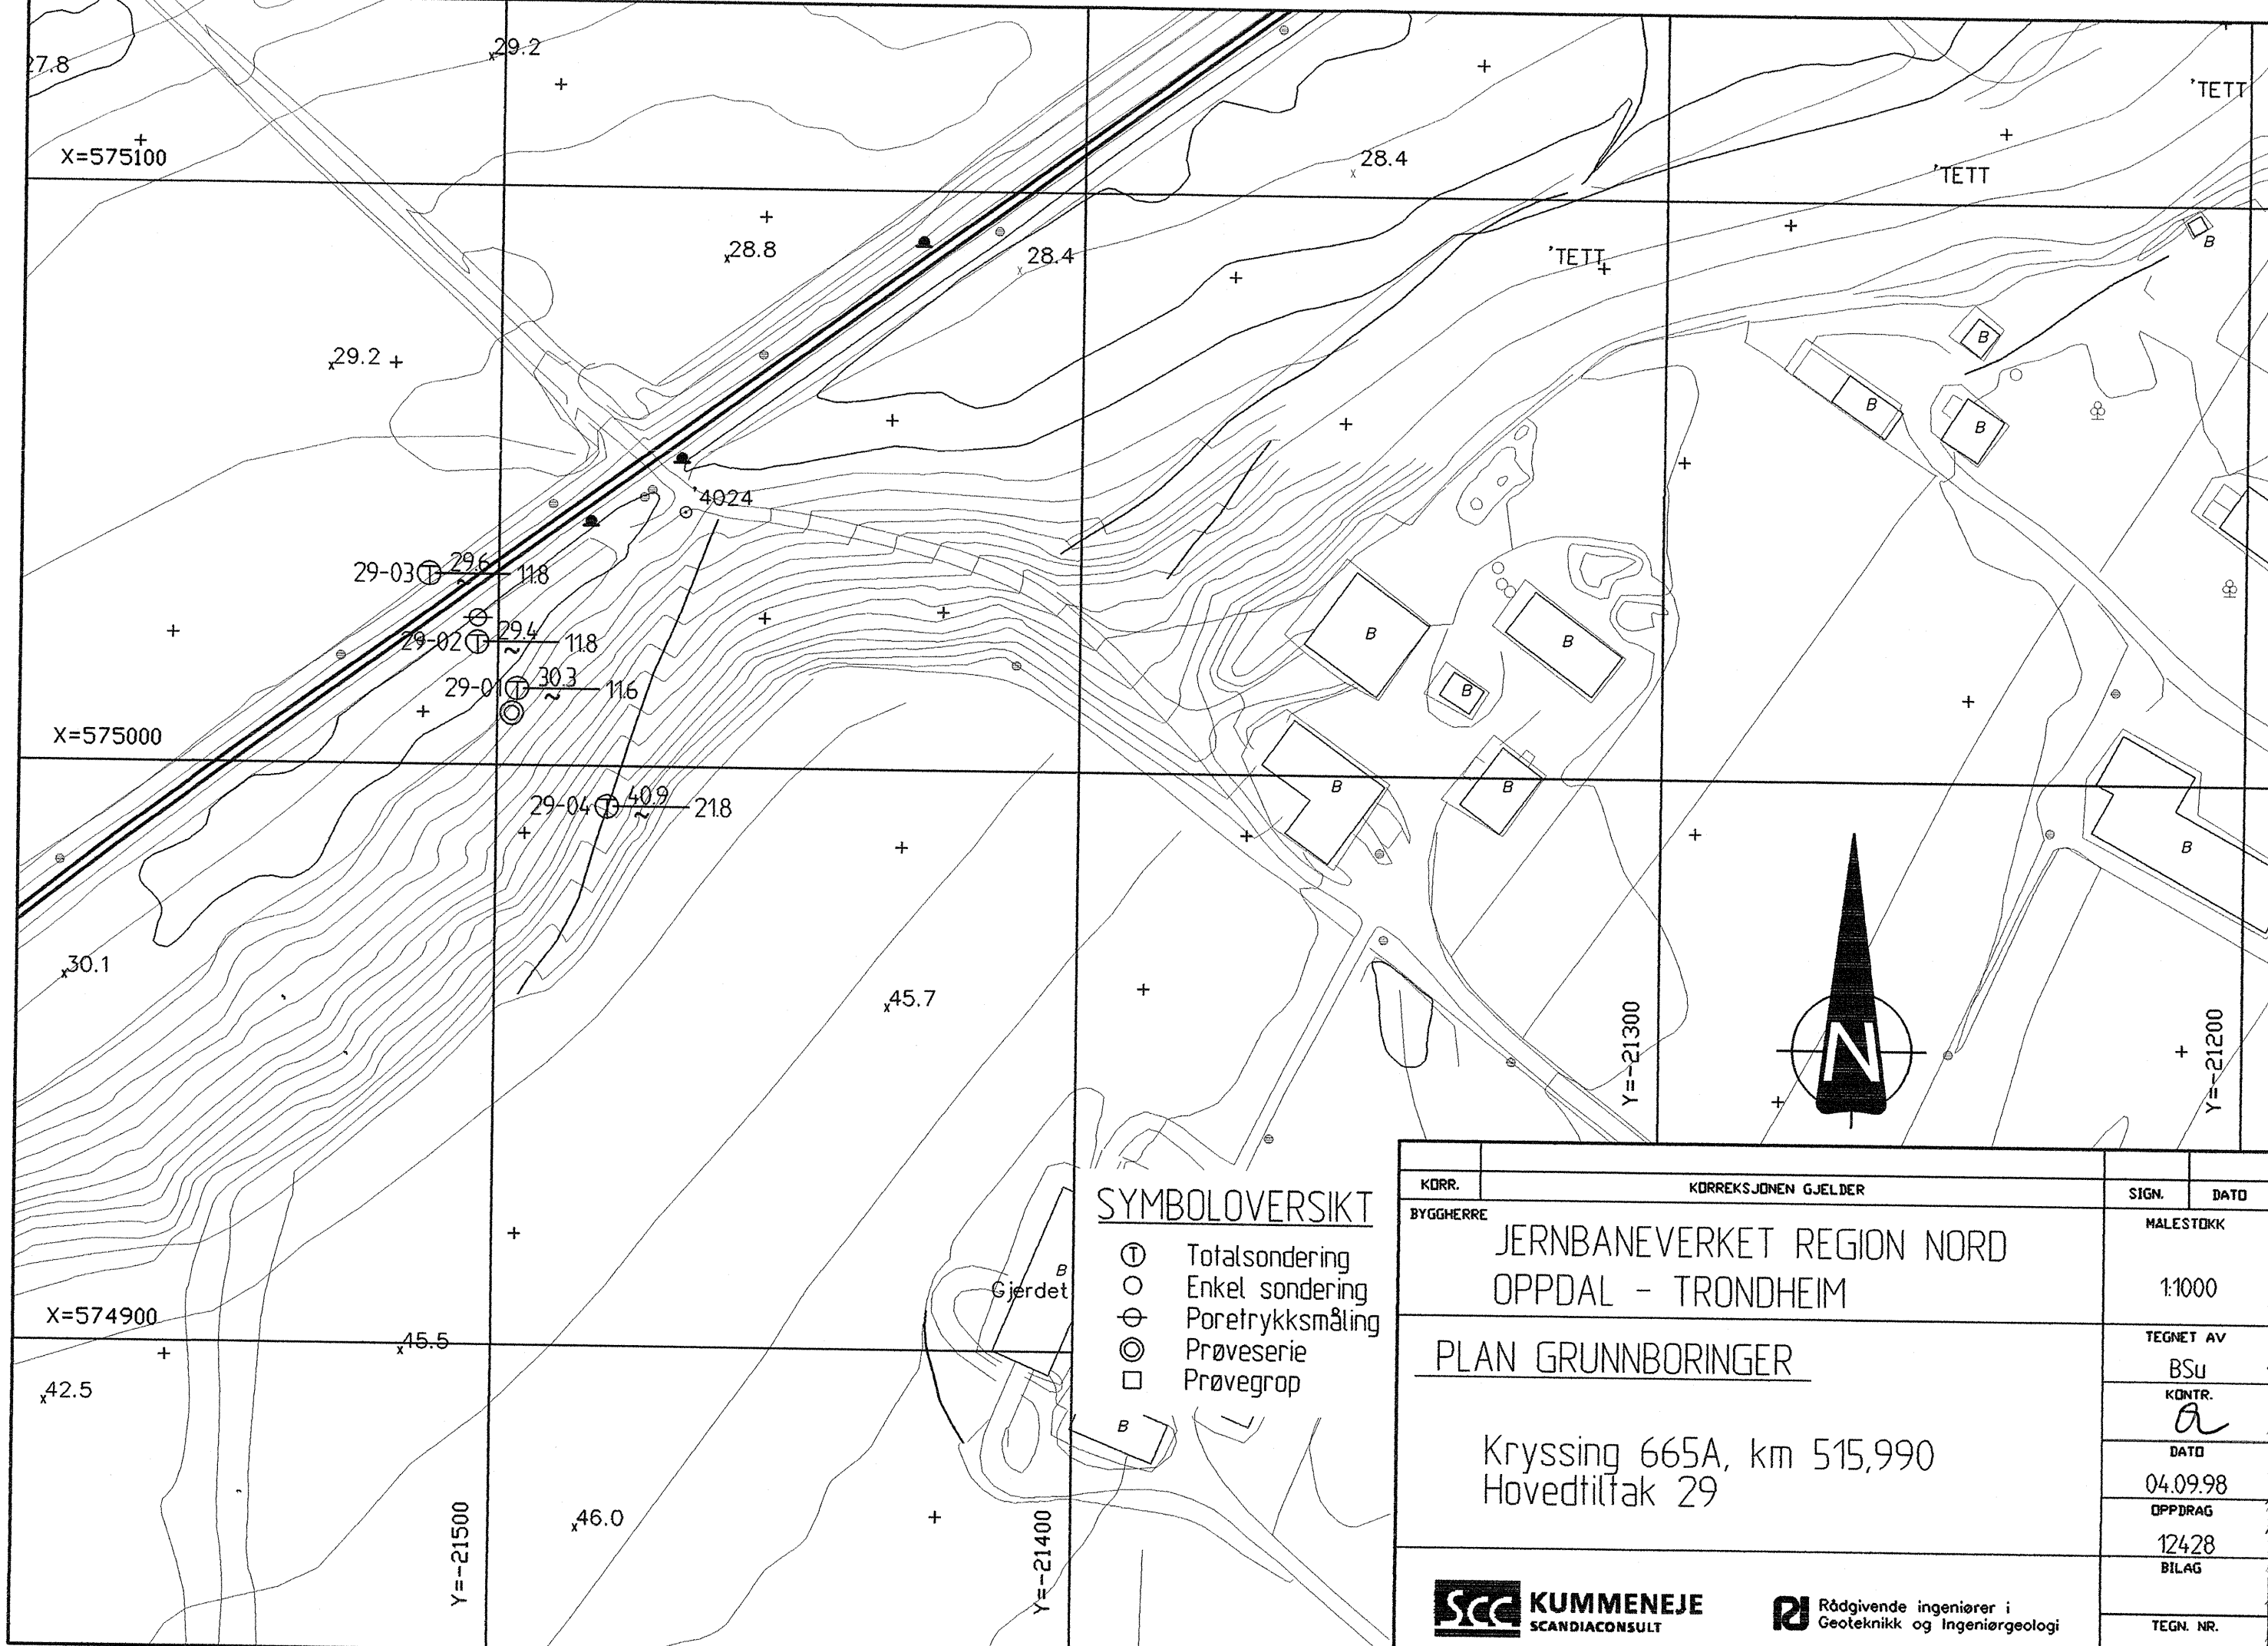 29.2
27.8
'TETT
X=575100
28.4
'TETT
28.8
28.4
'TETT
B
29.2
B
B
B
'4024
29-03 T 29.6 11.8
29-02 T 29.4 11.8
B
B
29-01 T 30.3 11.6
B
X=575000
B
B
29-04 T 40.9 21.8
B
30.1
45.7
Y=-21300
N
Y=-21200
SYMBOLOVERSIKT
T Totalsondering
Enkel sondering
Poretrykksmåling
Prøveserie
Prøvegrop
B
Gjerdet
X=574900
45.5
42.5
B
46.0
Y=-21500
Y=-21400
KORR.
KORREKSJONEN GJELDER
SIGN.
DATO
BYGGHERRE
JERNBANEVERKET REGION NORD
OPPDAL - TRONDHEIM
MALESTOKK
1:1000
PLAN GRUNNBORINGER
TEGNET AV
BSu
KONTR.
Kryssing 665A, km 515,990
Hovedtiltak 29
DATO
04.09.98
OPPDRAG
12428
BILAG
SCC KUMMENEJE
SCANDIACONSULT
Rådgivende ingeniører i
Geoteknikk og Ingeniørgeologi
TEGN. NR.